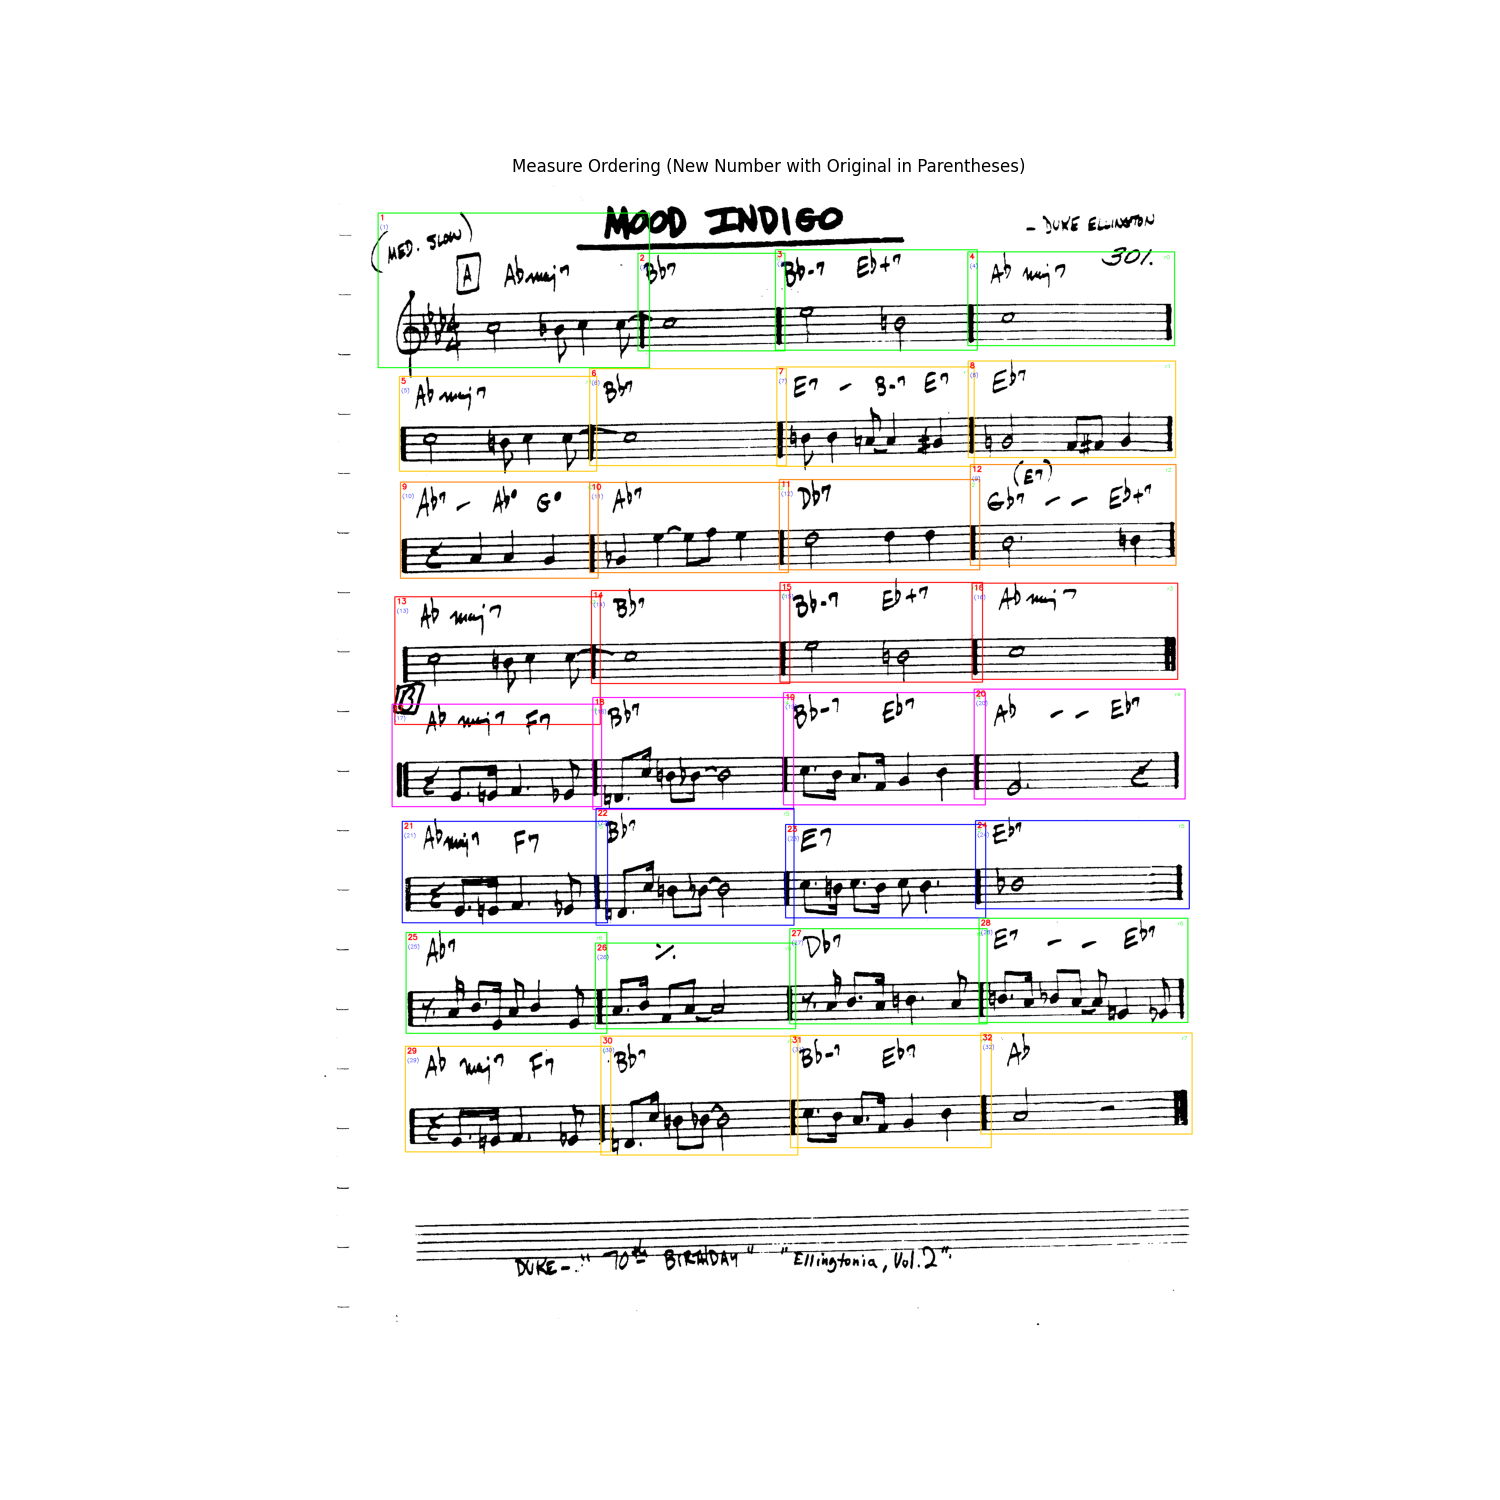 Measure Ordering (New Number with Original in Parentheses)
MOOD INDIGO
(MED. SLOW)
- DUKE ELLINGTON
301.
A
Abmaj7 Bb7 Bb-7 Eb+7 Ab maj7
1 2 3 4
(1) (4)
5 6 7 8
(5) (6) (7) (8)
Ab maj7 Bb7 E7 - B-7 E7 Eb7
9 10 11 12
(10) (11) (12) (9)
(E7)
Ab7 - Ab° G° Ab7 Db7 Gb7 - - Eb+7
13 14 15 16
(13) (14) (15) (16)
Ab maj7 Bb7 Bb-7 Eb+7 Ab maj7
B
18 19 20
(17) (18) (19) (20)
Ab maj7 F7 Bb7 Bb-7 Eb7 Ab - - Eb7
21 22 23 24
(21) (23) (24)
Abmaj7 F7 Bb7 E7 Eb7
25 26 27 28
(25) (26) (27) (28)
Ab7 ٪ Db7 E7 - - Eb7
29 30 31 32
(29) (30) (31) (32)
Ab maj7 F7 Bb7 Bb-7 Eb7 Ab
DUKE - " 70th BIRTHDAY " "Ellingtonia, Vol. 2".